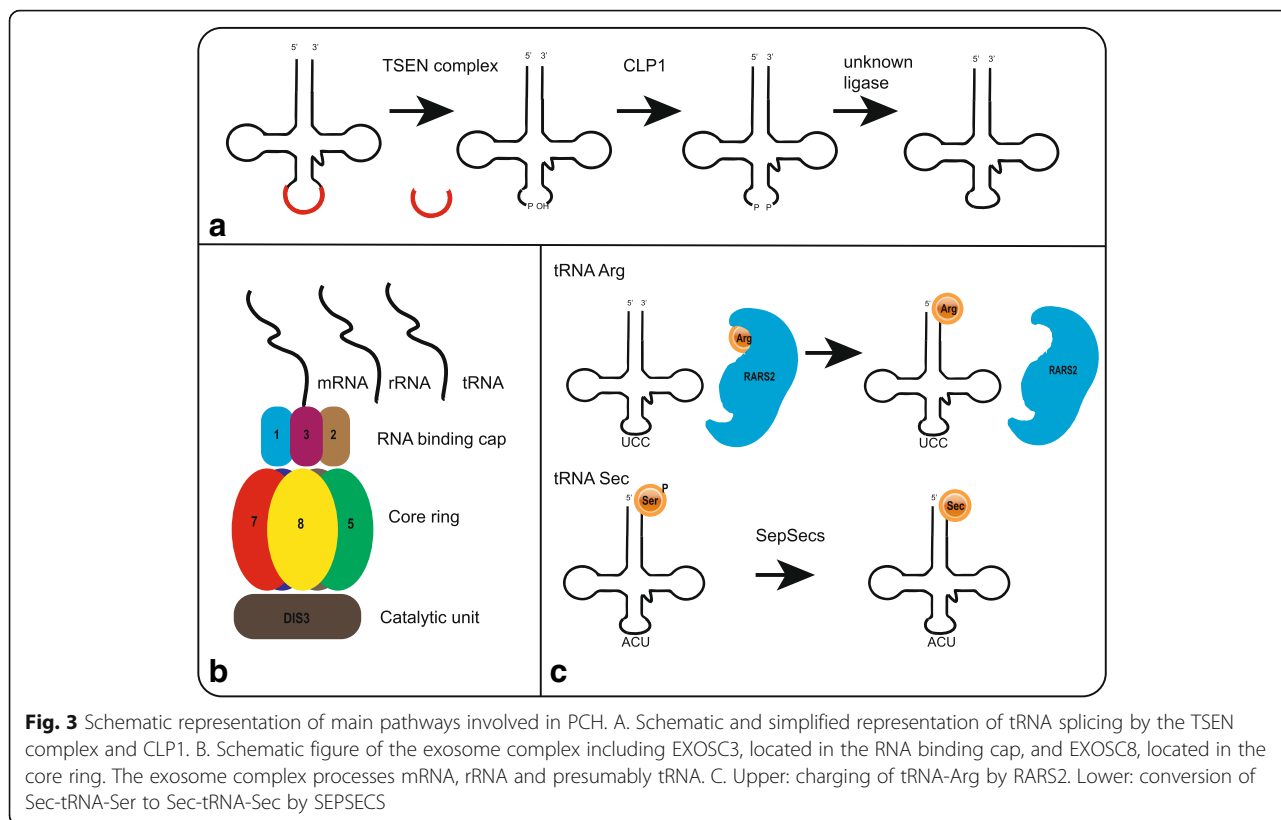 5' 3'
TSEN complex
5' 3'
CLP1
5' 3'
unknown
ligase
5' 3'
P OH
P P
a
mRNA rRNA tRNA
1 3 2
RNA binding cap
7 8 5
Core ring
DIS3
Catalytic unit
b
tRNA Arg
5' 3'
Arg
RARS2
UCC
5'
Arg
RARS2
UCC
tRNA Sec
5'
Ser
P
SepSecs
5'
Sec
ACU
ACU
c
Fig. 3 Schematic representation of main pathways involved in PCH. A. Schematic and simplified representation of tRNA splicing by the TSEN
complex and CLP1. B. Schematic figure of the exosome complex including EXOSC3, located in the RNA binding cap, and EXOSC8, located in the
core ring. The exosome complex processes mRNA, rRNA and presumably tRNA. C. Upper: charging of tRNA-Arg by RARS2. Lower: conversion of
Sec-tRNA-Ser to Sec-tRNA-Sec by SEPSECS